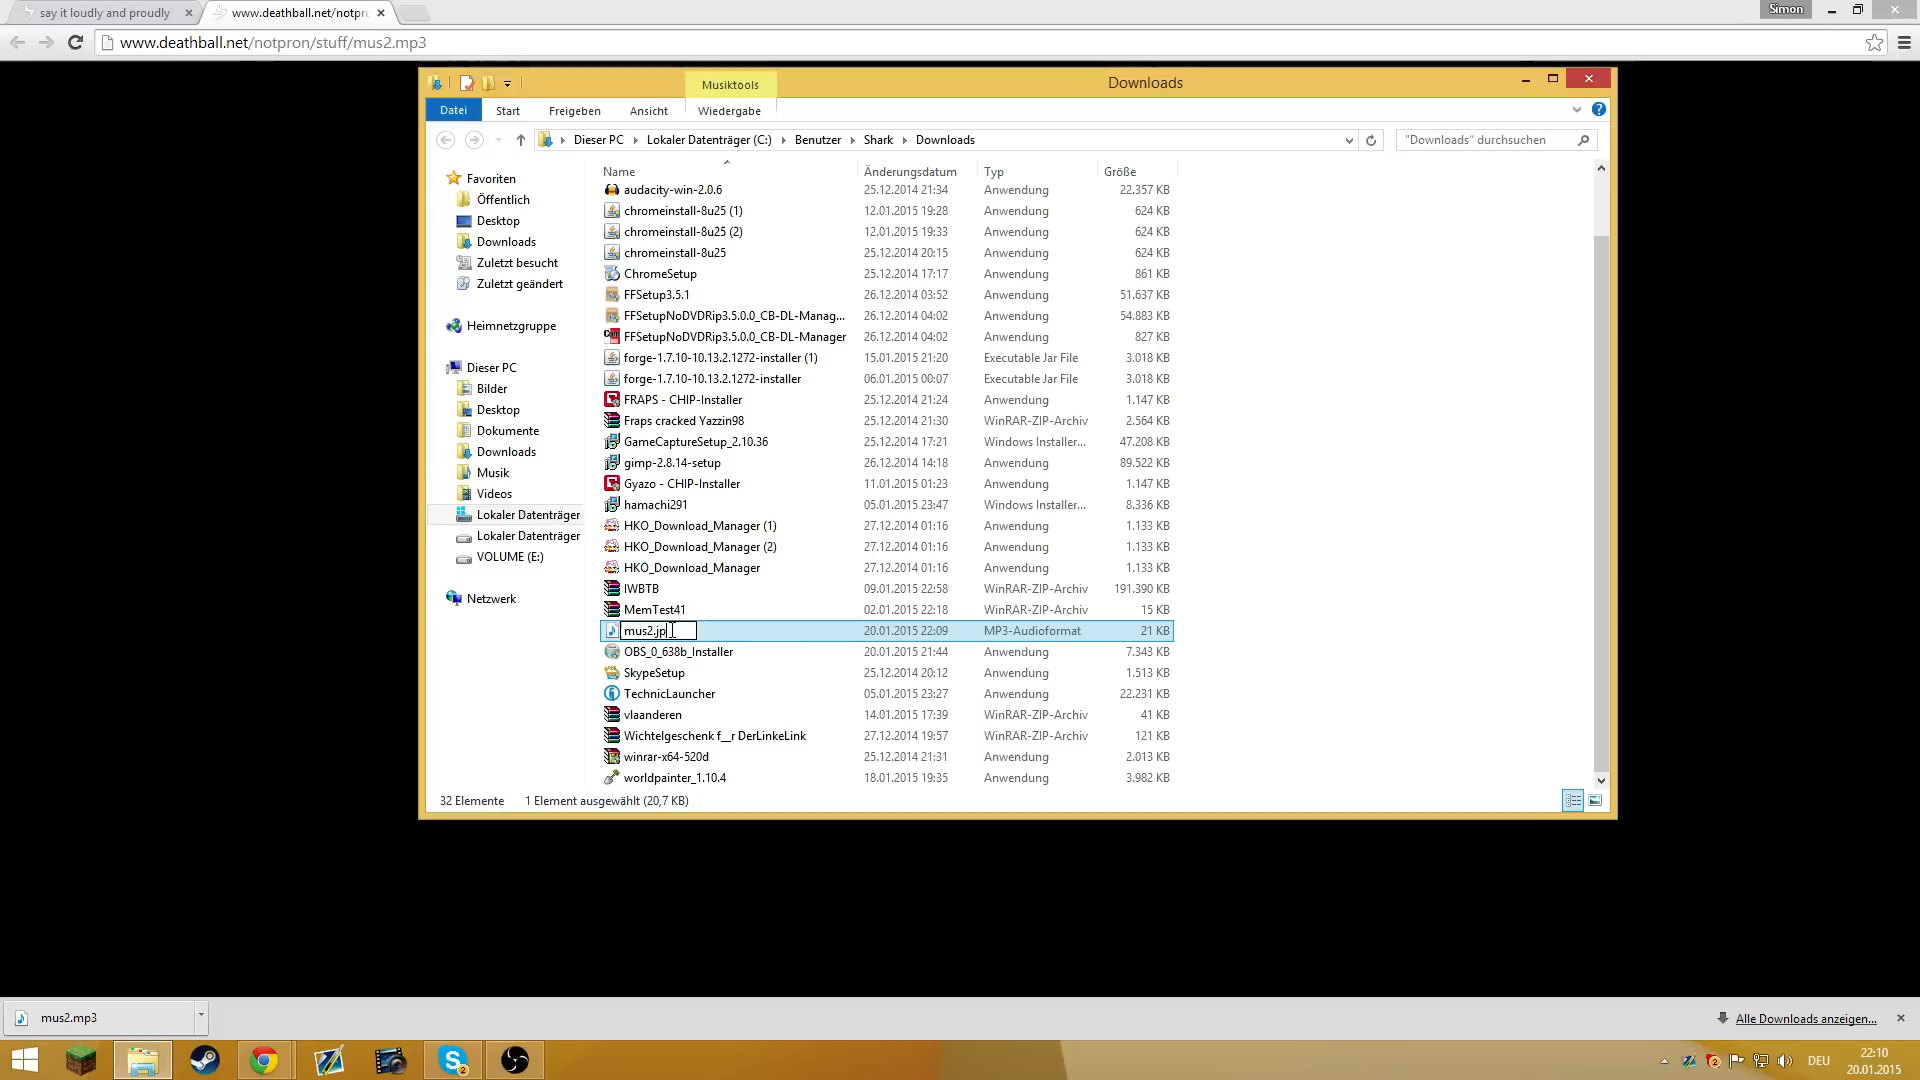 say it loudly and proudly
www.deathball.net/notpr
Simon
www.deathball.net/notpron/stuff/mus2.mp3
Musiktools
Downloads
Datei Start Freigeben Ansicht Wiedergabe
Dieser PC Lokaler Datenträger (C:) Benutzer Shark Downloads
"Downloads" durchsuchen
Favoriten
Öffentlich
Desktop
Downloads
Zuletzt besucht
Zuletzt geändert
Heimnetzgruppe
Dieser PC
Bilder
Desktop
Dokumente
Downloads
Musik
Videos
Lokaler Datenträger
Lokaler Datenträger
VOLUME (E:)
Netzwerk
Name Änderungsdatum Typ Größe
audacity-win-2.0.6 25.12.2014 21:34 Anwendung 22.357 KB
chromeinstall-8u25 (1) 12.01.2015 19:28 Anwendung 624 KB
chromeinstall-8u25 (2) 12.01.2015 19:33 Anwendung 624 KB
chromeinstall-8u25 25.12.2014 20:15 Anwendung 624 KB
ChromeSetup 25.12.2014 17:17 Anwendung 861 KB
FFSetup3.5.1 26.12.2014 03:52 Anwendung 51.637 KB
FFSetupNoDVDRip3.5.0.0_CB-DL-Manag... 26.12.2014 04:02 Anwendung 54.883 KB
FFSetupNoDVDRip3.5.0.0_CB-DL-Manager 26.12.2014 04:02 Anwendung 827 KB
forge-1.7.10-10.13.2.1272-installer (1) 15.01.2015 21:20 Executable Jar File 3.018 KB
forge-1.7.10-10.13.2.1272-installer 06.01.2015 00:07 Executable Jar File 3.018 KB
FRAPS - CHIP-Installer 25.12.2014 21:24 Anwendung 1.147 KB
Fraps cracked Yazzin98 25.12.2014 21:30 WinRAR-ZIP-Archiv 2.564 KB
GameCaptureSetup_2.10.36 25.12.2014 17:21 Windows Installer... 47.208 KB
gimp-2.8.14-setup 26.12.2014 14:18 Anwendung 89.522 KB
Gyazo - CHIP-Installer 11.01.2015 01:23 Anwendung 1.147 KB
hamachi291 05.01.2015 23:47 Windows Installer... 8.336 KB
HKO_Download_Manager (1) 27.12.2014 01:16 Anwendung 1.133 KB
HKO_Download_Manager (2) 27.12.2014 01:16 Anwendung 1.133 KB
HKO_Download_Manager 27.12.2014 01:16 Anwendung 1.133 KB
IWBTB 09.01.2015 22:58 WinRAR-ZIP-Archiv 191.390 KB
MemTest41 02.01.2015 22:18 WinRAR-ZIP-Archiv 15 KB
mus2.jp 20.01.2015 22:09 MP3-Audioformat 21 KB
OBS_0_638b_Installer 20.01.2015 21:44 Anwendung 7.343 KB
SkypeSetup 25.12.2014 20:12 Anwendung 1.513 KB
TechnicLauncher 05.01.2015 23:27 Anwendung 22.231 KB
vlaanderen 14.01.2015 17:39 WinRAR-ZIP-Archiv 41 KB
Wichtelgeschenk f__r DerLinkeLink 27.12.2014 19:57 WinRAR-ZIP-Archiv 121 KB
winrar-x64-520d 25.12.2014 21:31 Anwendung 2.013 KB
worldpainter_1.10.4 18.01.2015 19:35 Anwendung 3.982 KB
32 Elemente 1 Element ausgewählt (20,7 KB)
mus2.mp3
Alle Downloads anzeigen...
DEU
22:10
20.01.2015